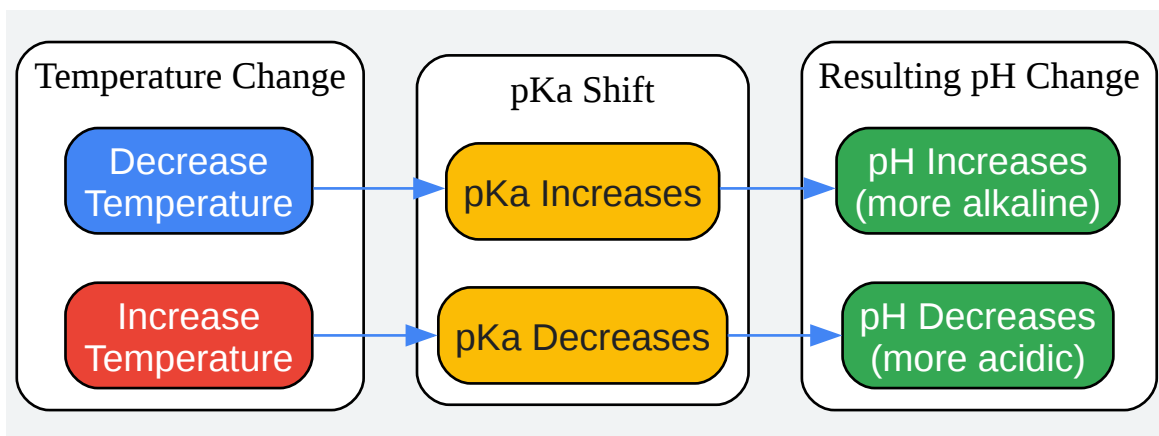 Temperature Change
Decrease
Temperature
Increase
Temperature
pKa Shift
pKa Increases
pKa Decreases
Resulting pH Change
pH Increases
(more alkaline)
pH Decreases
(more acidic)